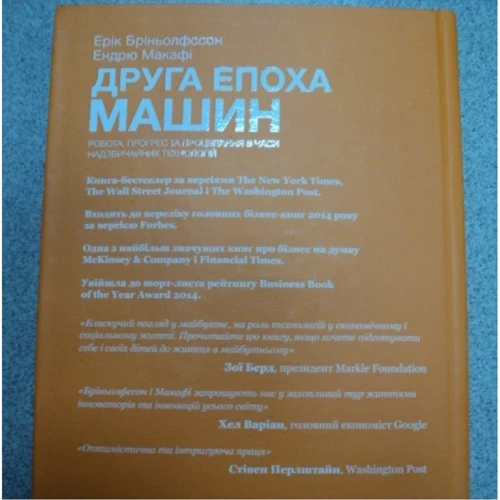 Ерік Бріньолфссон
Ендрю Макафі
ДРУГА ЕПОХА
МАШИН
РОБОТА, ПРОГРЕС ТА ПРОЦВІТАННЯ В ЧАСИ
НАДЗВИЧАЙНИХ ТЕХНОЛОГІЙ
Книга-бестселер за версіями The New York Times,
The Wall Street Journal і The Washington Post.
Входить до переліку головних бізнес-книг 2014 року
за версією Forbes.
Одна з найбільш значущих книг про бізнес на думку
McKinsey & Company і Financial Times.
Увійшла до шорт-листа рейтингу Business Book
of the Year Award 2014.
«Блискучий погляд у майбутнє, на роль технологій у економічному і
соціальному житті. Прочитайте цю книгу, якщо хочете підготувати
себе і своїх дітей до життя в майбутньому»
Зої Берд, президент Markle Foundation
«Бріньолфссон і Макафі запрошують нас у захопливий тур життями
інноваторів та інновацій усього світу»
Хел Варіан, головний економіст Google
«Оптимістична та інтригуюча праця»
Стівен Перлштайн, Washington Post